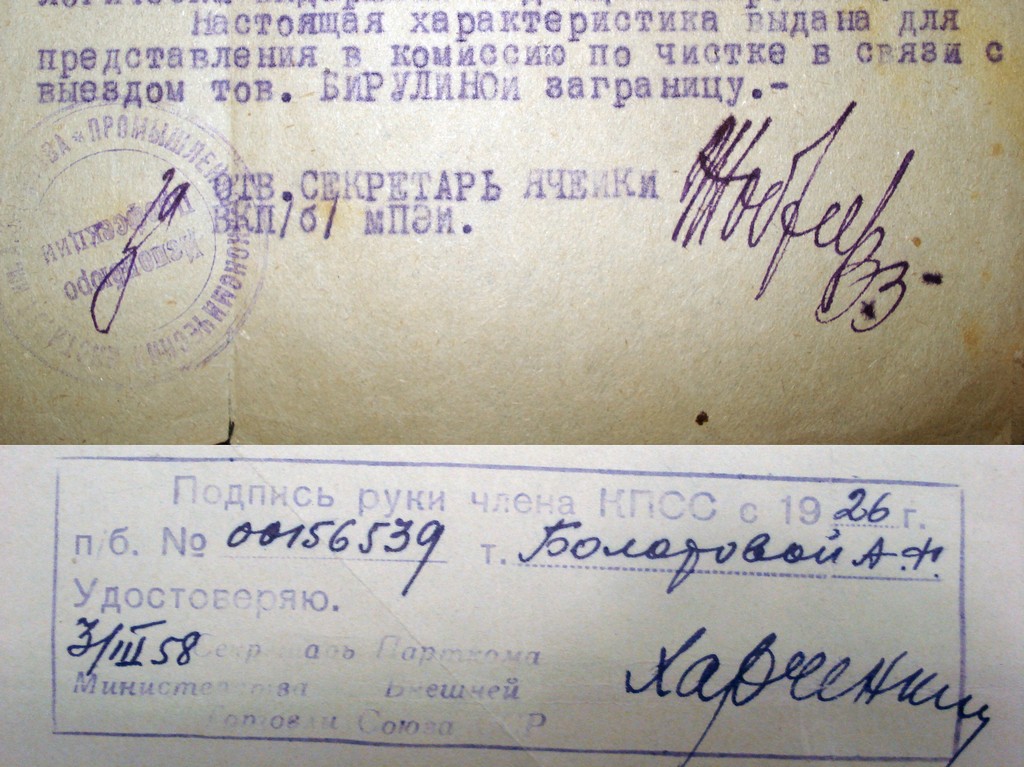 Настоящая характеристика выдана для
представления в комиссию по чистке в связи с
выездом тов. БИРУЛИНОЙ заграницу.-
ОТВ.СЕКРЕТАРЬ ЯЧЕЙКИ
ВКП/б/ МПЭИ.
Подпись руки члена КПСС с 1926 г.
п/б. № 00156539 т. Болотовой А.Ф.
Удостоверяю.
3/III 58 Секретарь Парткома
Министерства Внешней
Торговли Союза ССР
Харченко